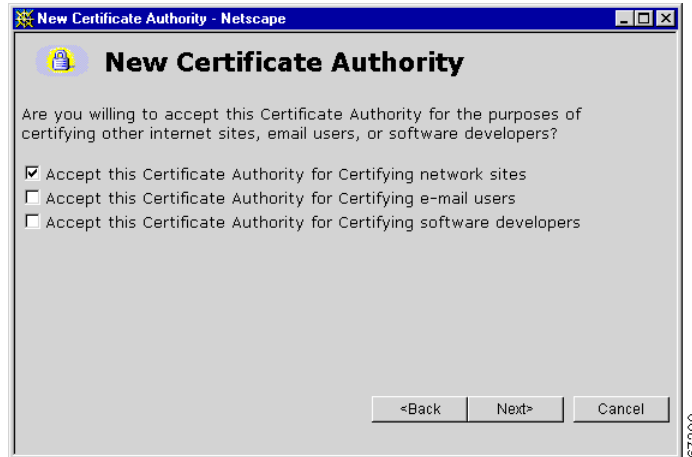 New Certificate Authority - Netscape
New Certificate Authority
Are you willing to accept this Certificate Authority for the purposes of
certifying other internet sites, email users, or software developers?
Accept this Certificate Authority for Certifying network sites
Accept this Certificate Authority for Certifying e-mail users
Accept this Certificate Authority for Certifying software developers
<Back Next> Cancel